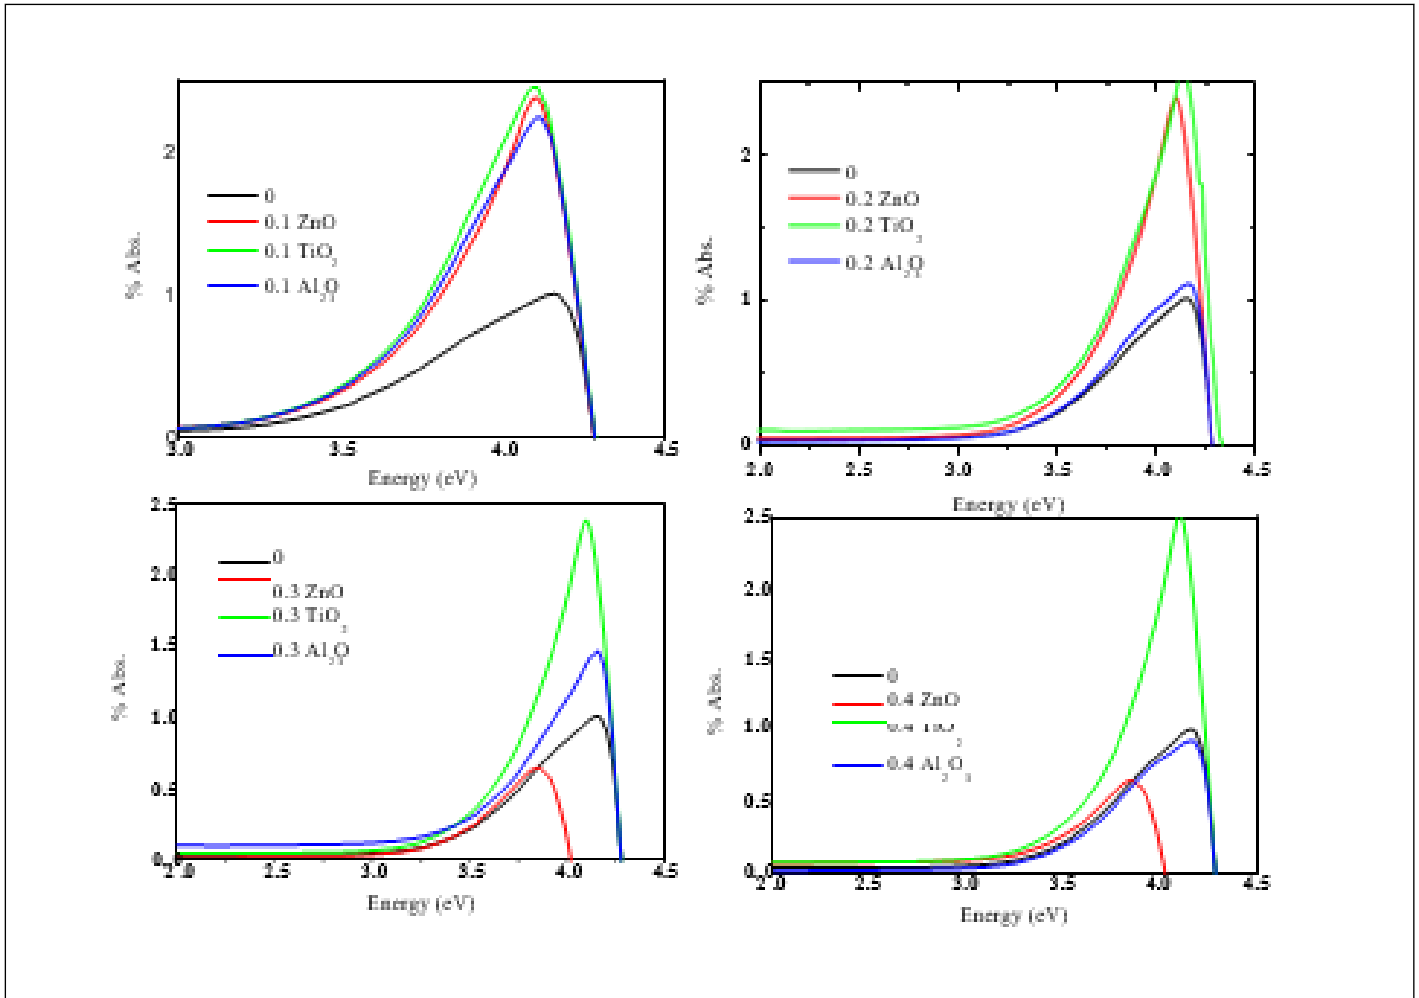 2
1
0
% Abs.
0
0.1 ZnO
0.1 TiO2
0.1 Al2O3
3.0 3.5 4.0 4.5
Energy (eV)
2
1
0
% Abs.
0
0.2 ZnO
0.2 TiO2
0.2 Al2O3
2.0 2.5 3.0 3.5 4.0 4.5
Energy (eV)
2.5
2.0
1.5
1.0
0.5
% Abs.
0
0.3 ZnO
0.3 TiO2
0.3 Al2O3
2.0 2.5 3.0 3.5 4.0 4.5
Energy (eV)
2.5
2.0
1.5
1.0
0.5
0.0
% Abs.
0
0.4 ZnO
0.4 TiO2
0.4 Al2O3
2.0 2.5 3.0 3.5 4.0 4.5
Energy (eV)